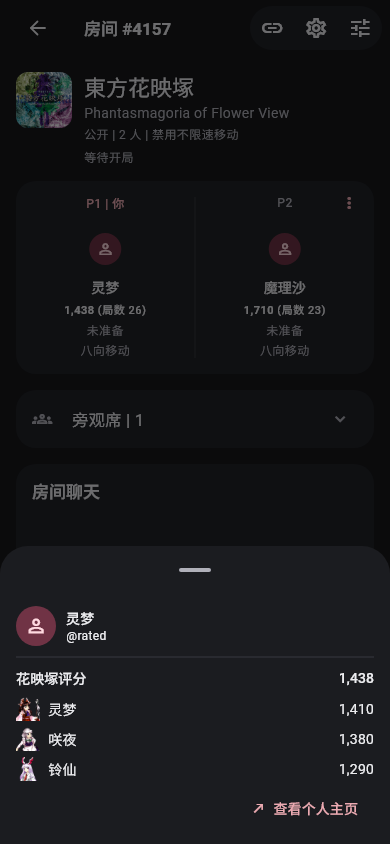 房间 #4157
東方花映塚
Phantasmagoria of Flower View
公开 | 2 人 | 禁用不限速移动
等待开局
P1 | 你
P2
灵梦
魔理沙
1,438 (局数 26)
1,710 (局数 23)
未准备
未准备
八向移动
八向移动
旁观席 | 1
房间聊天
灵梦
@rated
花映塚评分 1,438
灵梦 1,410
咲夜 1,380
铃仙 1,290
查看个人主页